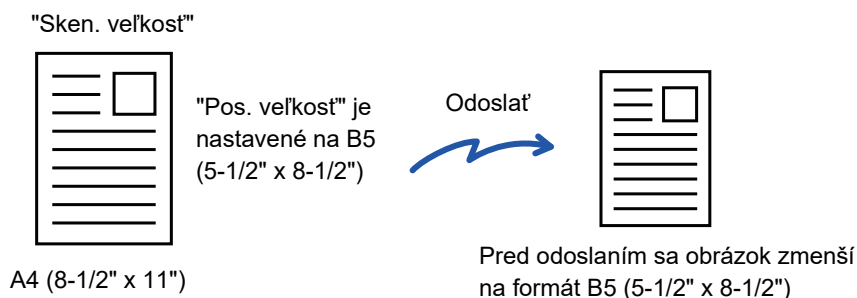 "Sken. veľkosť"
"Pos. veľkosť" je
nastavené na B5
(5-1/2" x 8-1/2")
Odoslať
A4 (8-1/2" x 11")
Pred odoslaním sa obrázok zmenší
na formát B5 (5-1/2" x 8-1/2")